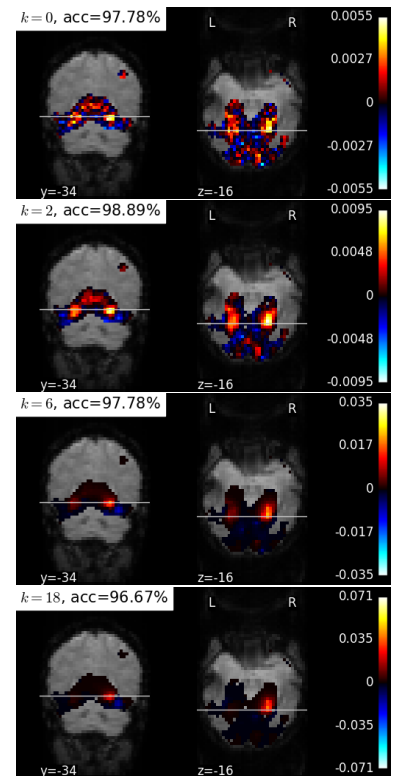 k=0, acc=97.78%
L R
0.0055
0.0027
0
-0.0027
-0.0055
y=-34 z=-16
k=2, acc=98.89%
L R
0.0095
0.0048
0
-0.0048
-0.0095
y=-34 z=-16
k=6, acc=97.78%
L R
0.035
0.017
0
-0.017
-0.035
y=-34 z=-16
k=18, acc=96.67%
L R
0.071
0.035
0
-0.035
-0.071
y=-34 z=-16